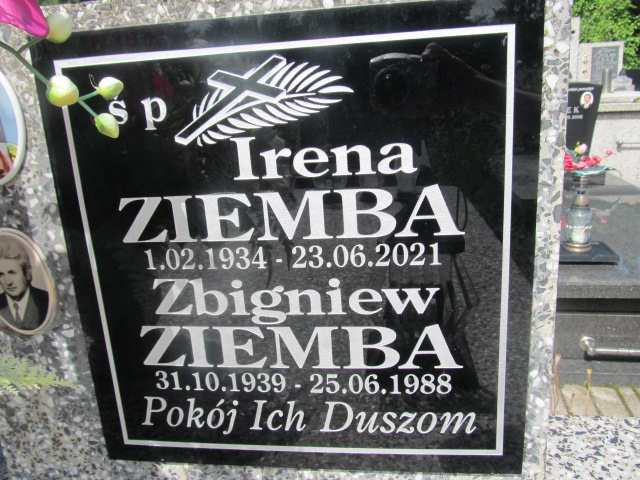 ś p
Irena
ZIEMBA
1.02.1934 - 23.06.2021
Zbigniew
ZIEMBA
31.10.1939 - 25.06.1988
Pokój Ich Duszom